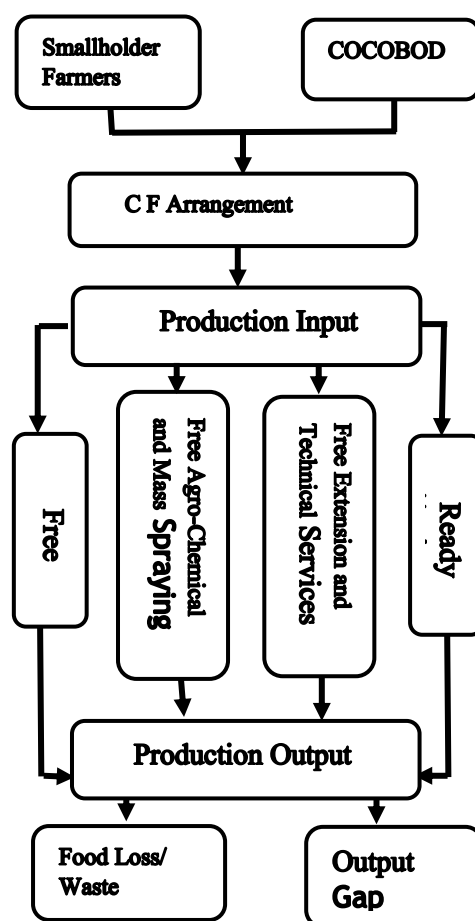 Smallholder
Farmers
COCOBOD
C F Arrangement
Production Input
Free
Free Agro-Chemical
and Mass Spraying
Free Extension and
Technical Services
Ready
Production Output
Food Loss/
Waste
Output
Gap